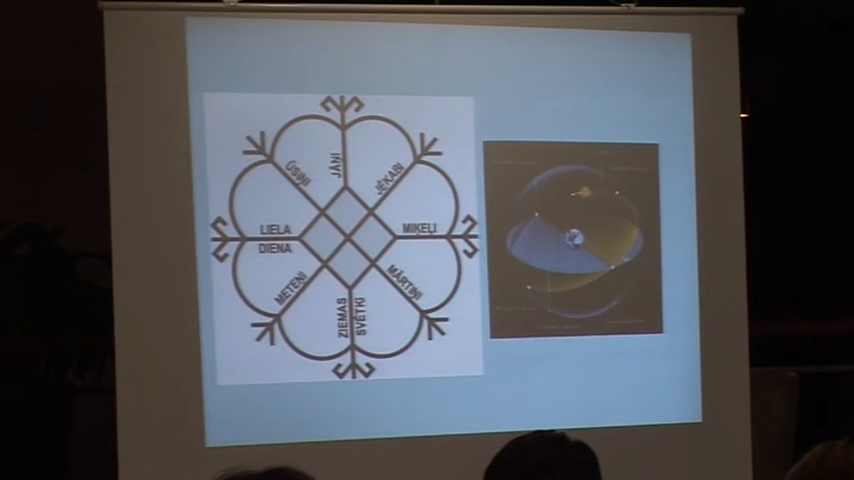 JĀŅI
ŪSIŅI
JĒKABI
LIELA
DIENA
MIĶEĻI
METEŅI
MĀRTIŅI
ZIEMAS
SVĒTKI